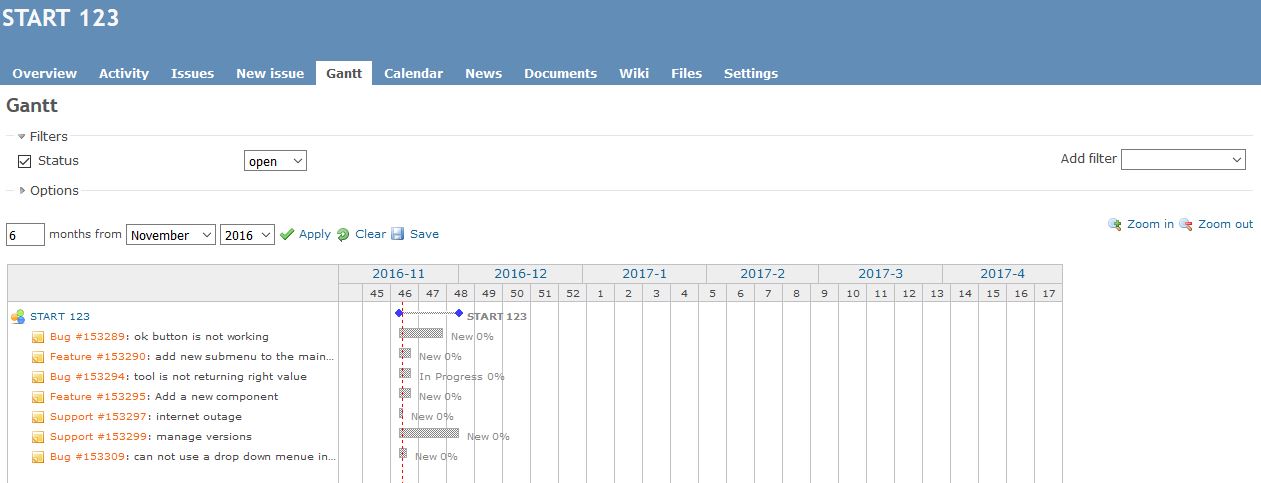 START 123
Overview Activity Issues New issue Gantt Calendar News Documents Wiki Files Settings
Gantt
Filters
Status open Add filter
Options
6 months from November 2016 Apply Clear Save Zoom in Zoom out
2016-11 2016-12 2017-1 2017-2 2017-3 2017-4
45 46 47 48 49 50 51 52 1 2 3 4 5 6 7 8 9 10 11 12 13 14 15 16 17
START 123 START 123
Bug #153289: ok button is not working New 0%
Feature #153290: add new submenu to the main... New 0%
Bug #153294: tool is not returning right value In Progress 0%
Feature #153295: Add a new component New 0%
Support #153297: internet outage New 0%
Support #153299: manage versions New 0%
Bug #153309: can not use a drop down menue in... New 0%